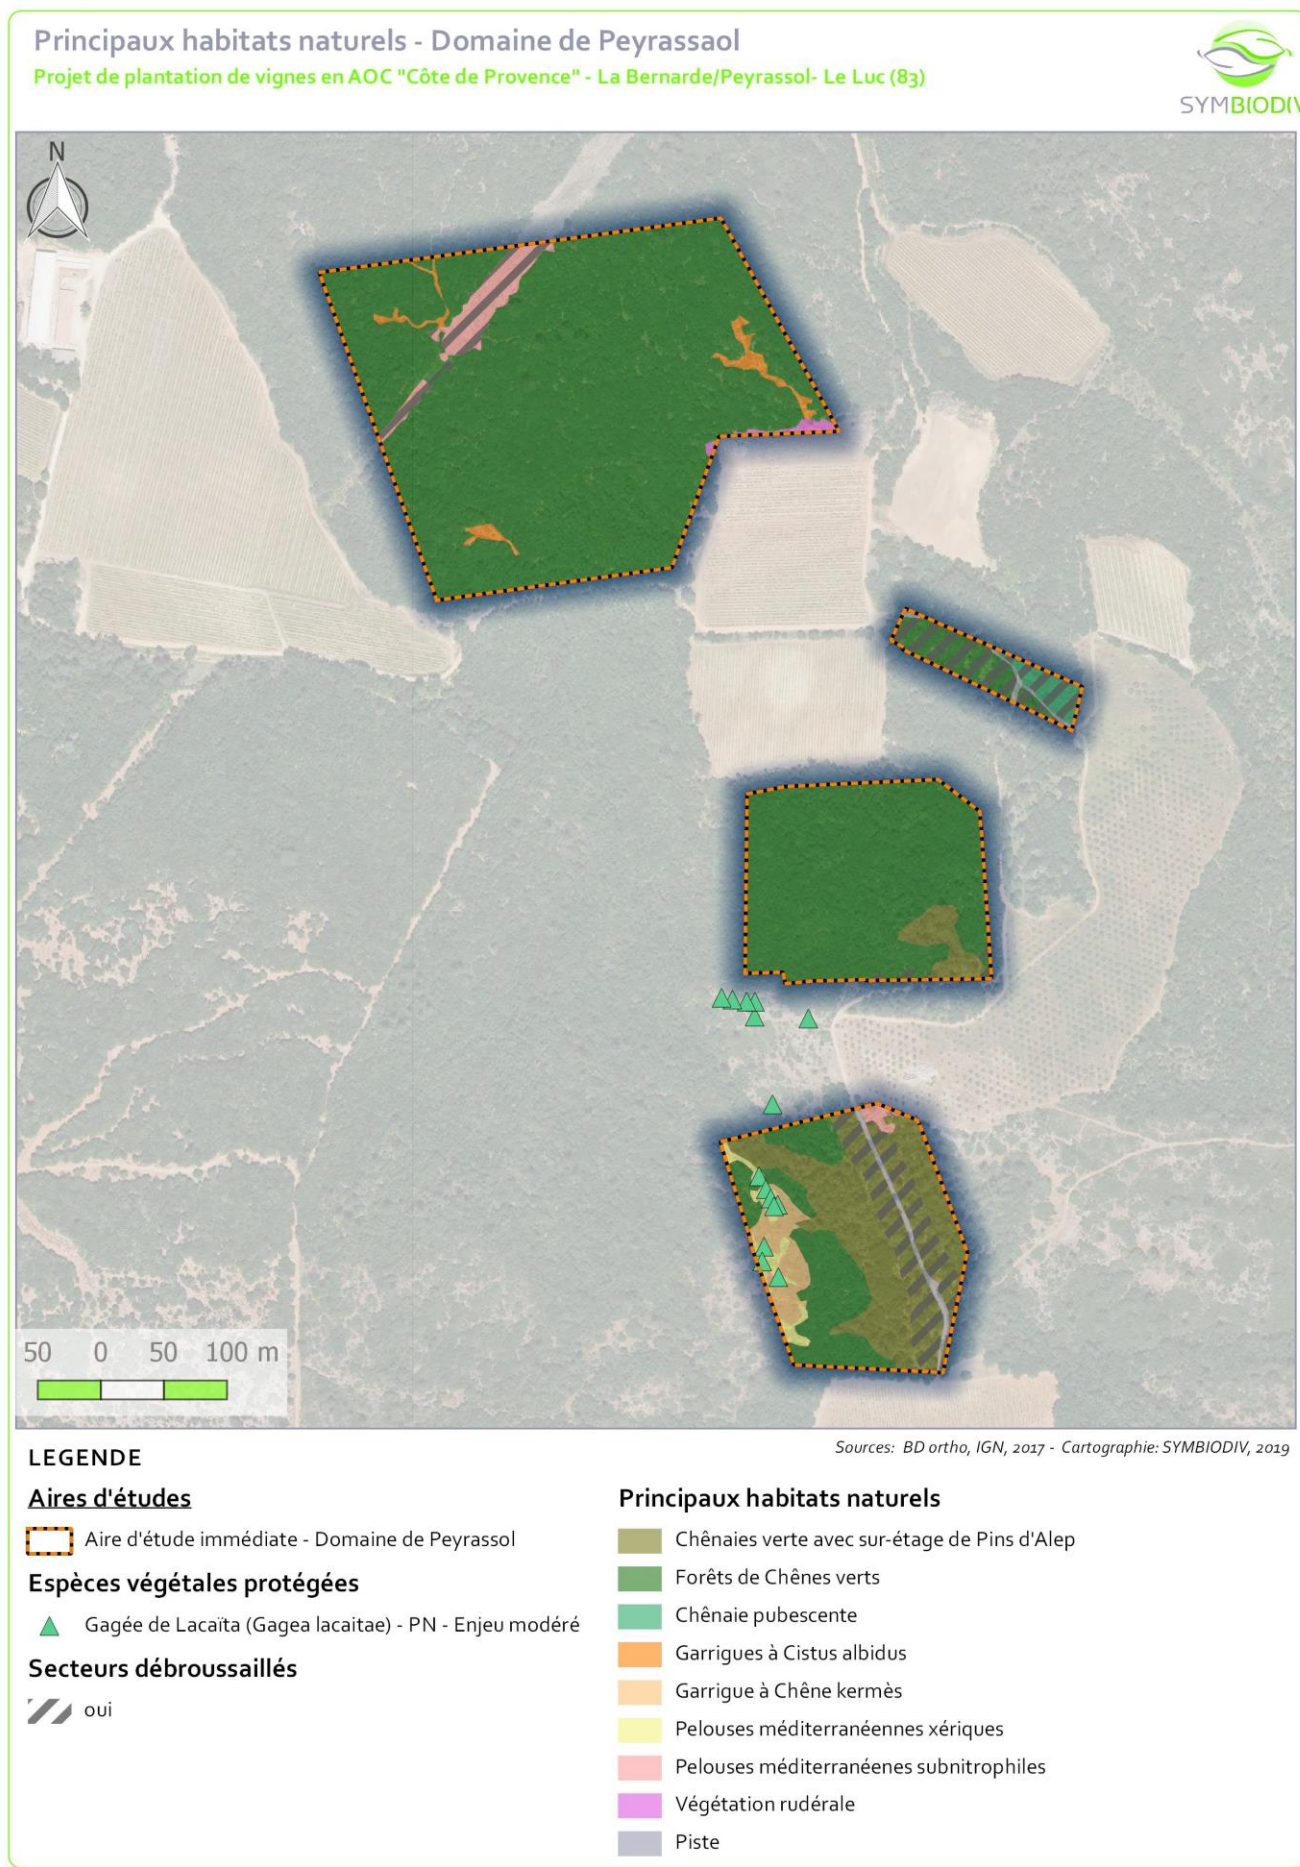 Principaux habitats naturels - Domaine de Peyrassaol
Projet de plantation de vignes en AOC "Côte de Provence" - La Bernarde/Peyrassol- Le Luc (83)
SYMBIODIV
N
50 0 50 100 m
Sources: BD ortho, IGN, 2017 - Cartographie: SYMBIODIV, 2019
LEGENDE
Aires d'études
Aire d'étude immédiate - Domaine de Peyrassol
Espèces végétales protégées
Gagée de Lacaïta (Gagea lacaitae) - PN - Enjeu modéré
Secteurs débroussaillés
oui
Principaux habitats naturels
Chênaies verte avec sur-étage de Pins d'Alep
Forêts de Chênes verts
Chênaie pubescente
Garrigues à Cistus albidus
Garrigue à Chêne kermès
Pelouses méditerranéennes xériques
Pelouses méditerranéenes subnitrophiles
Végétation rudérale
Piste